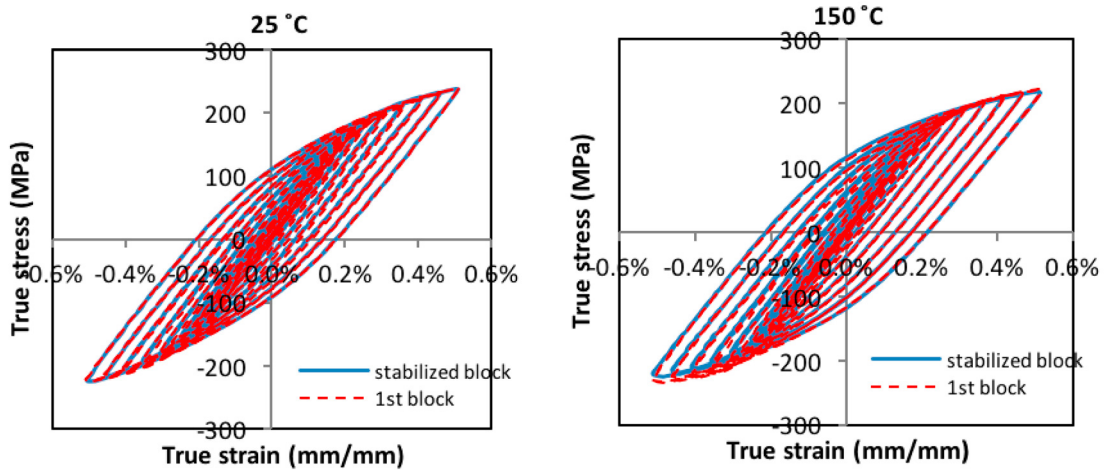 25 ˚C
300
200
100
0
-0.6%
-0.4%
-0.2%
0.0%
0.2%
0.4%
0.6%
-100
-200
-300
True stress (MPa)
True strain (mm/mm)
stabilized block
1st block
150 ˚C
300
200
100
0
-0.6%
-0.4%
-0.2%
0.0%
0.2%
0.4%
0.6%
-100
-200
-300
True stress (MPa)
True strain (mm/mm)
stabilized block
1st block